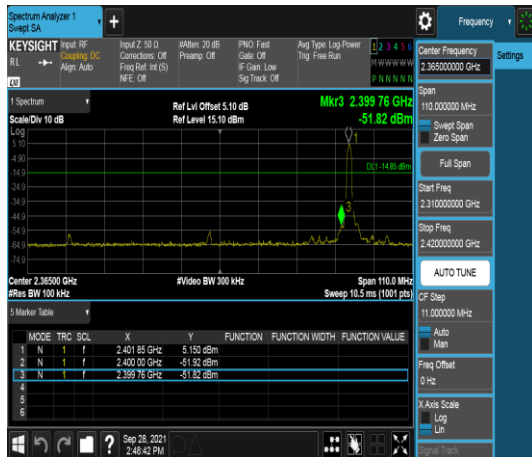 Spectrum Analyzer 1
Swept SA
+
Frequency
Settings
KEYSIGHT
RL
LXI
Input: RF
Coupling: DC
Align: Auto
Input Z: 50 Ω
Corrections: Off
Freq Ref: Int (S)
NFE: Off
#Atten: 20 dB
Preamp: Off
PNO: Fast
Gate: Off
IF Gain: Low
Sig Track: Off
Avg Type: Log-Power
Trig: Free Run
1 2 3 4 5 6
M W W W W W
P N N N N N
1 Spectrum
Scale/Div 10 dB
Ref Lvl Offset 5.10 dB
Ref Level 15.10 dBm
Mkr3 2.399 76 GHz
-51.82 dBm
Log
5.10
-4.90
-14.9
-24.9
-34.9
-44.9
-54.9
-64.9
-74.9
1
DL1 -14.85 dBm
3
Center 2.36500 GHz
#Res BW 100 kHz
#Video BW 300 kHz
Span 110.0 MHz
Sweep 10.5 ms (1001 pts)
5 Marker Table
MODE TRC SCL X Y FUNCTION FUNCTION WIDTH FUNCTION VALUE
1 N 1 f 2.401 85 GHz 5.150 dBm
2 N 1 f 2.400 00 GHz -51.92 dBm
3 N 1 f 2.399 76 GHz -51.82 dBm
4
5
6
Center Frequency
2.365000000 GHz
Span
110.000000 MHz
Swept Span
Zero Span
Full Span
Start Freq
2.310000000 GHz
Stop Freq
2.420000000 GHz
AUTO TUNE
CF Step
11.000000 MHz
Auto
Man
Freq Offset
0 Hz
X Axis Scale
Log
Lin
Signal Track
?
Sep 28, 2021
2:48:42 PM